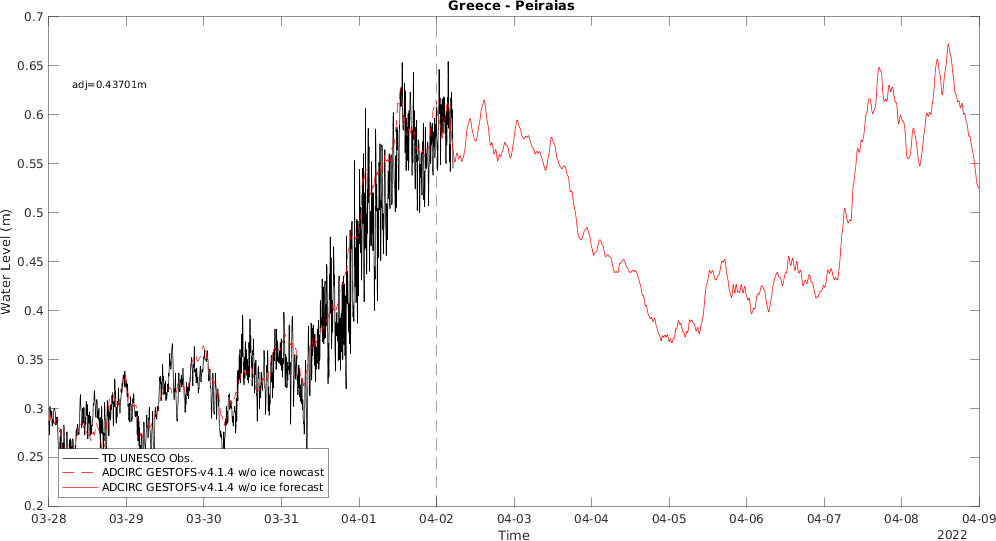 Greece - Peiraias
0.7
0.65
0.6
0.55
0.5
0.45
0.4
0.35
0.3
0.25
0.2
Water Level (m)
adj=0.43701m
TD UNESCO Obs.
ADCIRC GESTOFS-v4.1.4 w/o ice nowcast
ADCIRC GESTOFS-v4.1.4 w/o ice forecast
03-28 03-29 03-30 03-31 04-01 04-02 04-03 04-04 04-05 04-06 04-07 04-08 04-09
Time
2022